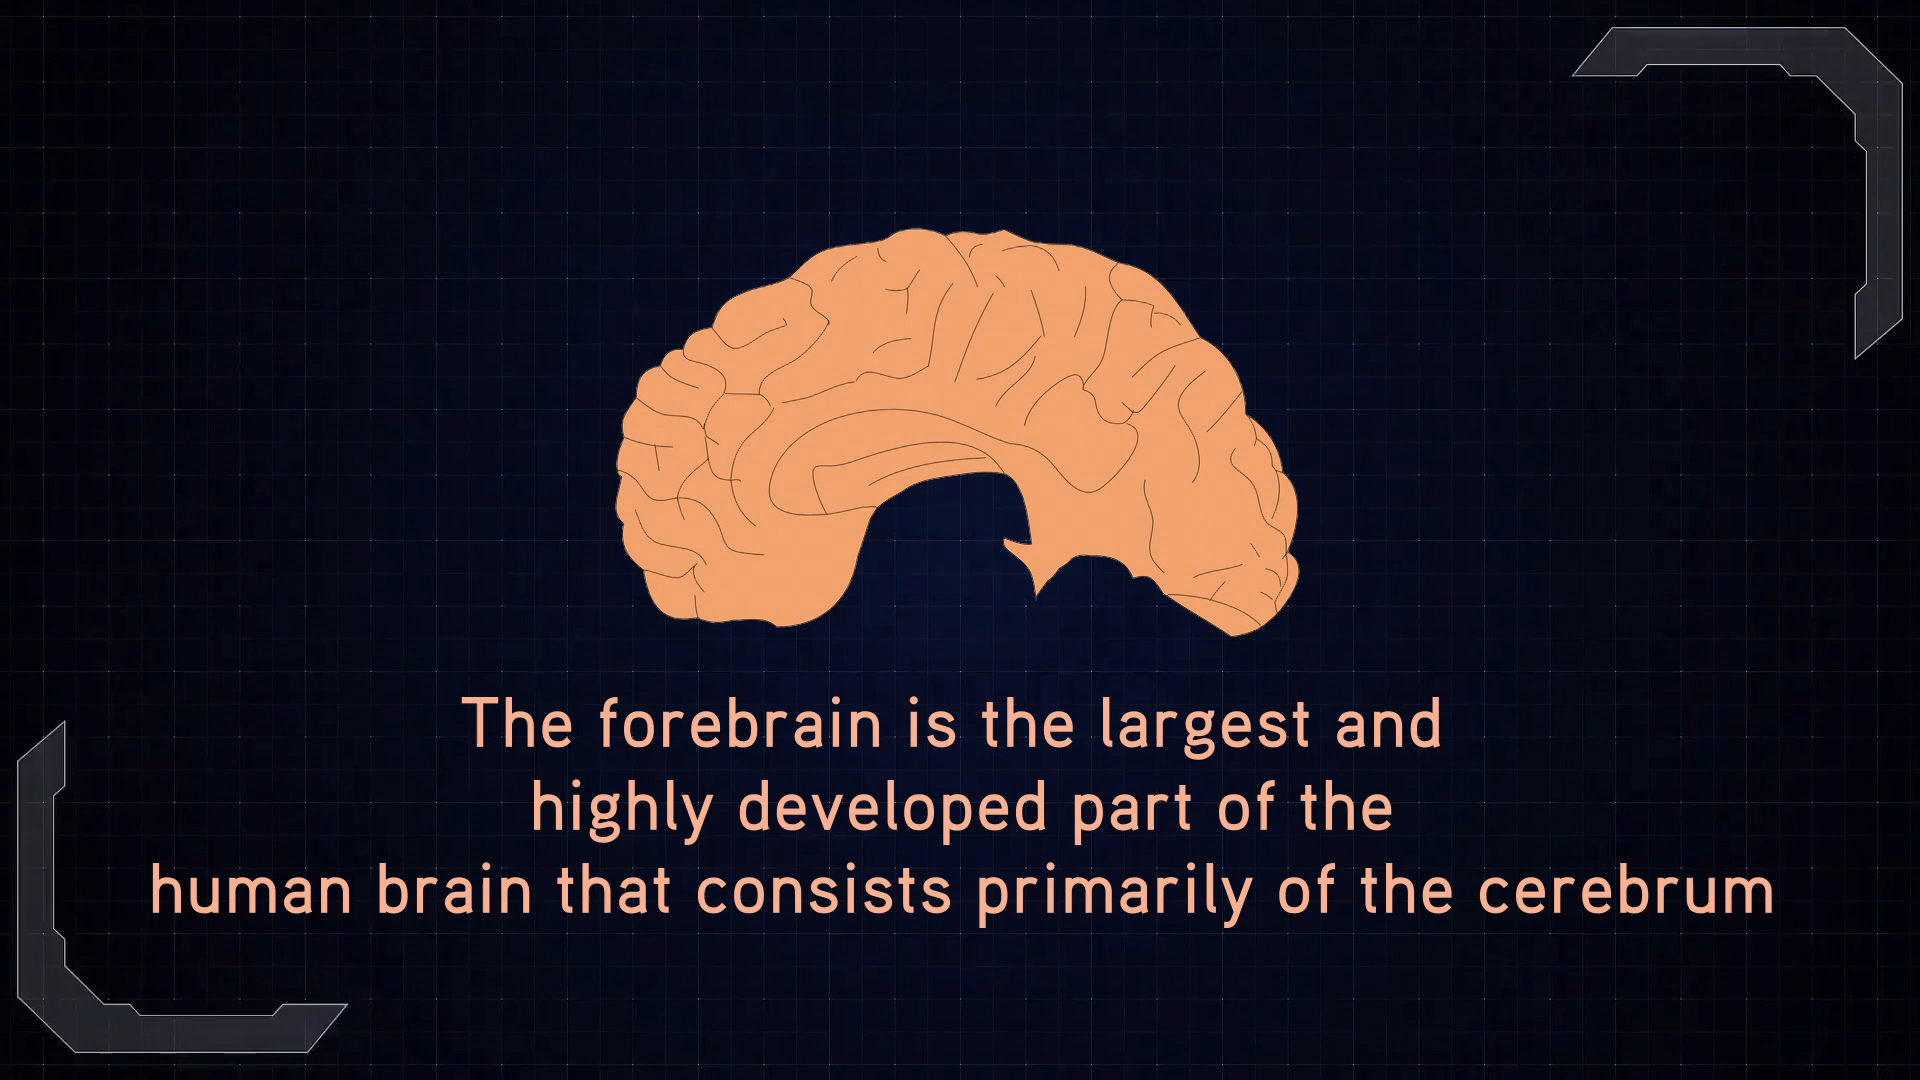 The forebrain is the largest and
highly developed part of the
human brain that consists primarily of the cerebrum